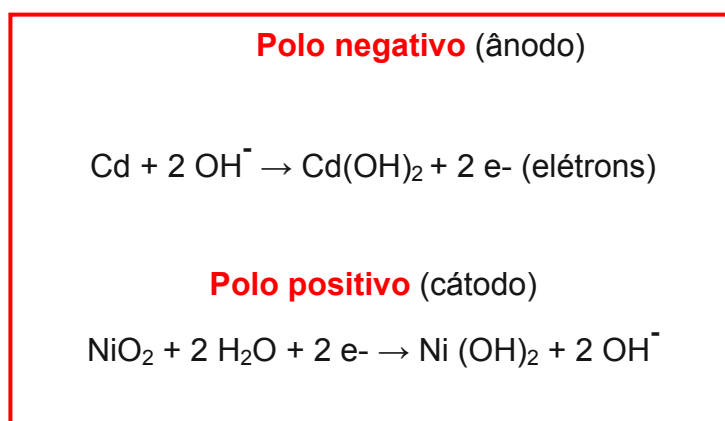 Polo negativo (ânodo)
Cd + 2 OH⁻ → Cd(OH)₂ + 2 e- (elétrons)
Polo positivo (cátodo)
NiO₂ + 2 H₂O + 2 e- → Ni (OH)₂ + 2 OH⁻